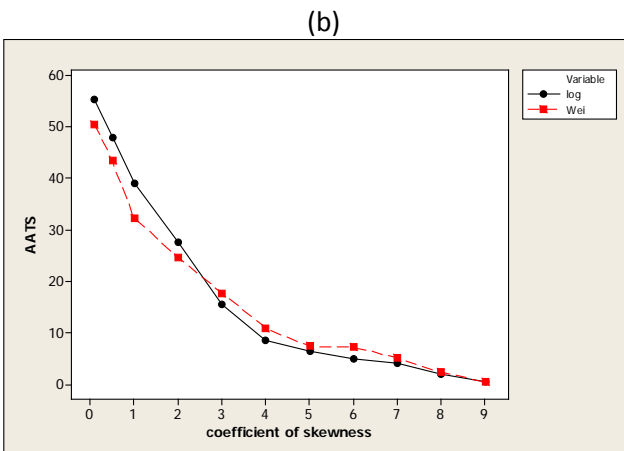 (b)
60
50
40
30
20
10
0
AATS
0 1 2 3 4 5 6 7 8 9
coefficient of skewness
Variable
log
Wei